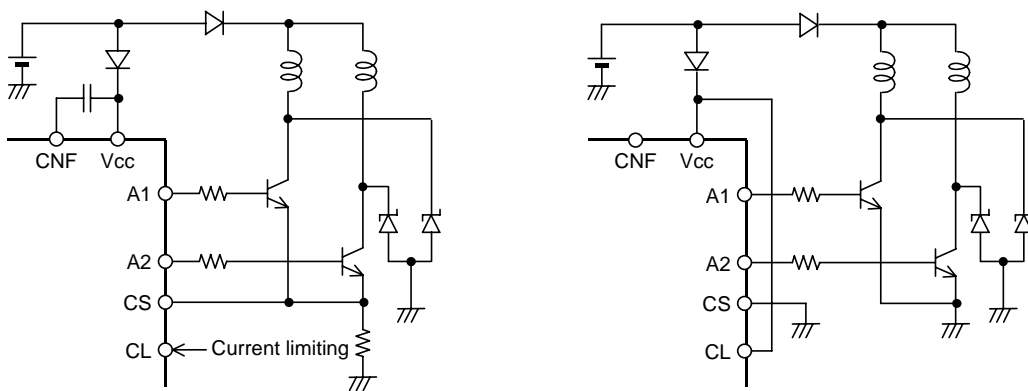 CNF Vcc
A1
A2
CS
CL Current limiting
CNF Vcc
A1
A2
CS
CL